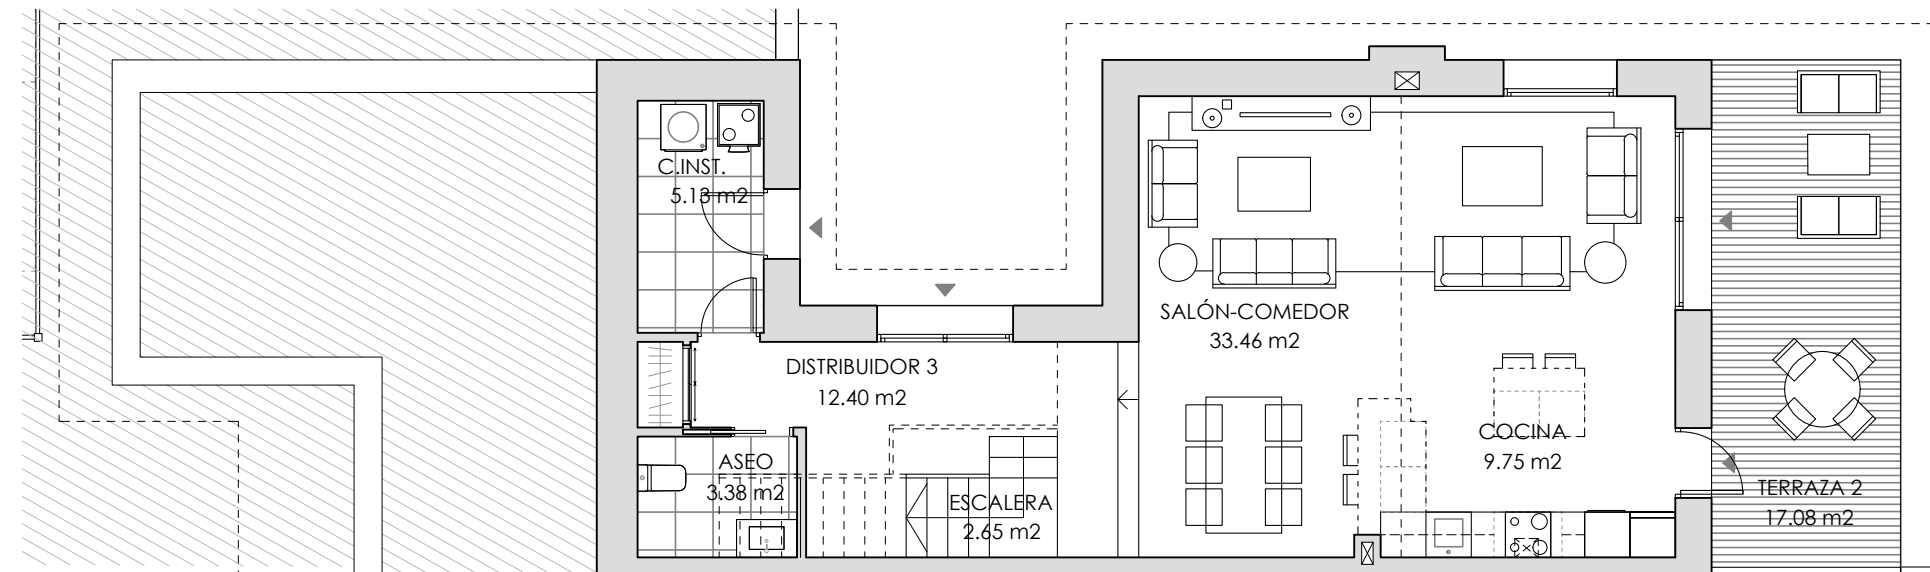 C.INST.
5.13 m2
DISTRIBUIDOR 3
12.40 m2
ASEO
3.38 m2
ESCALERA
2.65 m2
SALÓN-COMEDOR
33.46 m2
COCINA
9.75 m2
TERRAZA 2
17.08 m2